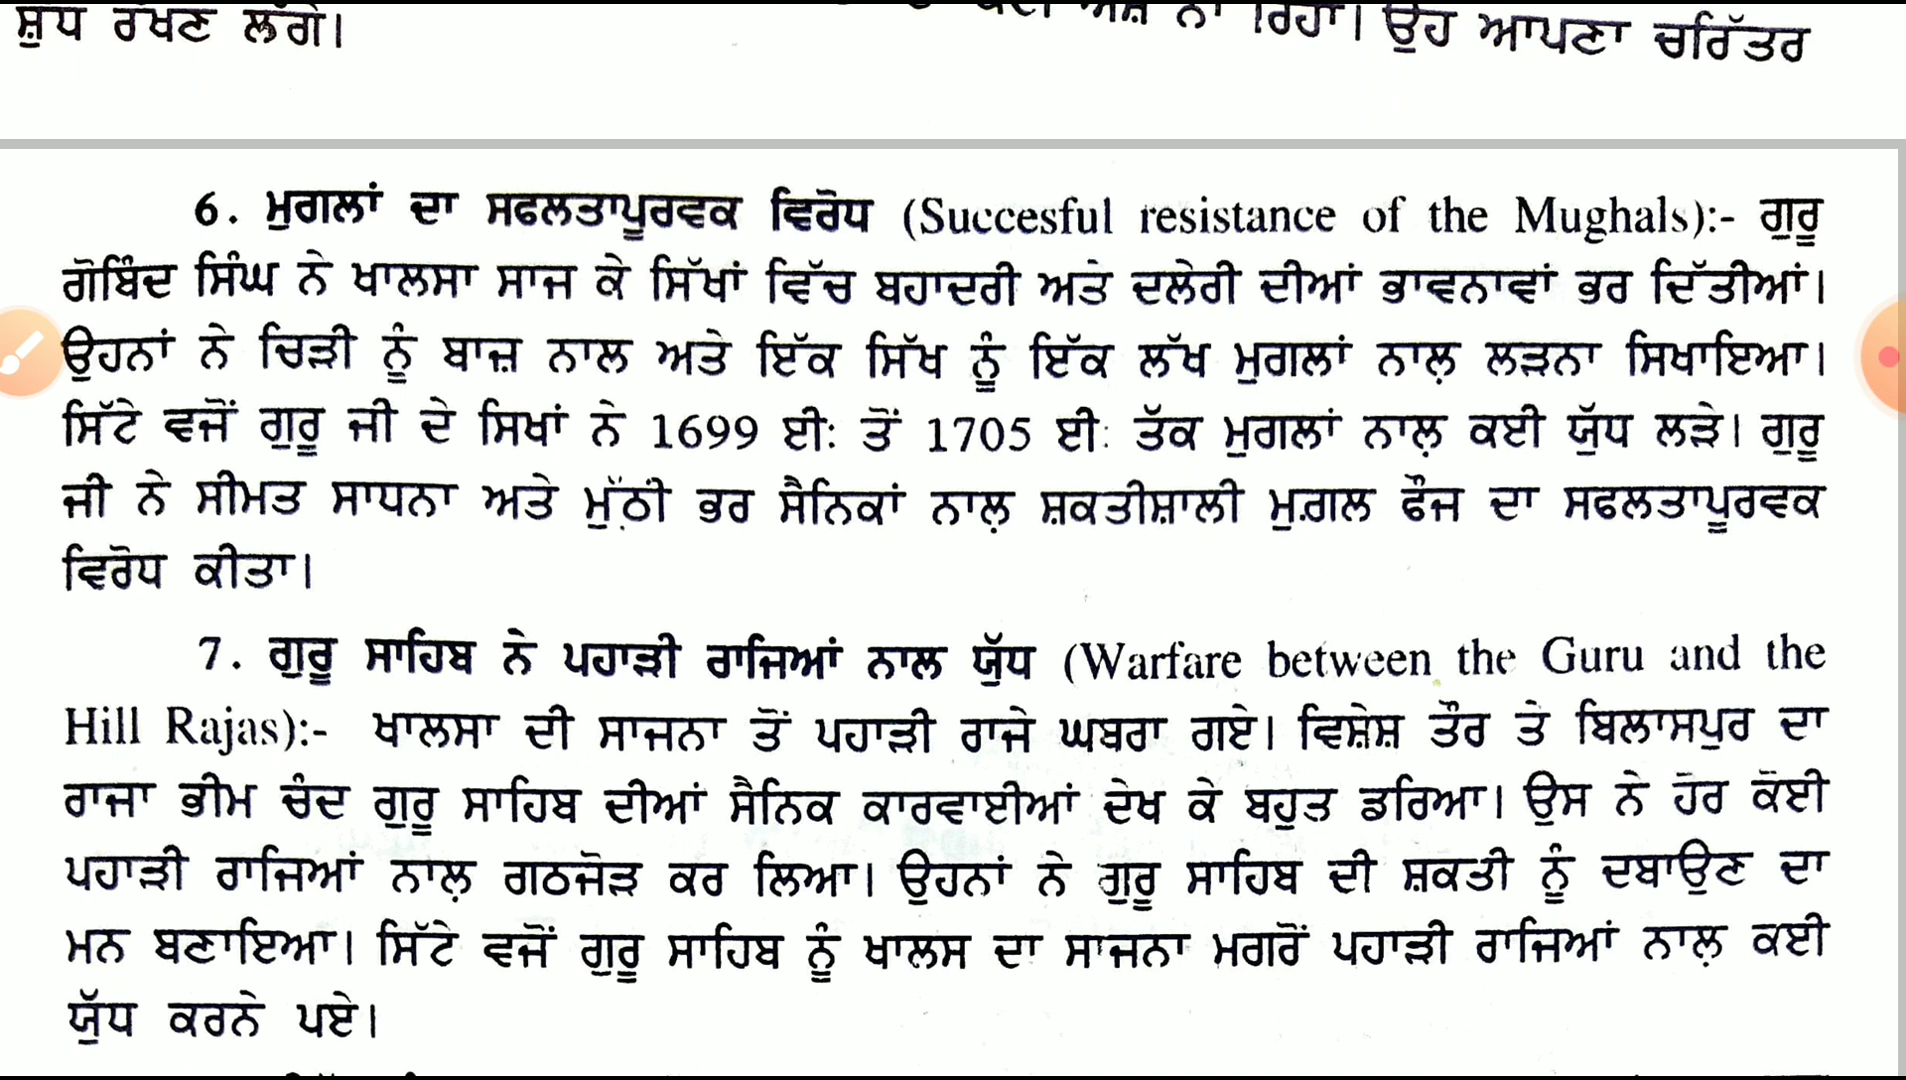 ਨਾ ਰਿਹਾ। ਉਹ ਆਪਣਾ ਚਰਿੱਤਰ
ਸ਼ੁਧ ਰੱਖਣ ਲੱਗੇ।
6. ਮੁਗਲਾਂ ਦਾ ਸਫਲਤਾਪੂਰਵਕ ਵਿਰੋਧ (Succesful resistance of the Mughals):- ਗੁਰੂ
ਗੋਬਿੰਦ ਸਿੰਘ ਨੇ ਖਾਲਸਾ ਸਾਜ ਕੇ ਸਿੱਖਾਂ ਵਿੱਚ ਬਹਾਦਰੀ ਅਤੇ ਦਲੇਰੀ ਦੀਆਂ ਭਾਵਨਾਵਾਂ ਭਰ ਦਿੱਤੀਆਂ।
ਉਹਨਾਂ ਨੇ ਚਿੜੀ ਨੂੰ ਬਾਜ਼ ਨਾਲ ਅਤੇ ਇੱਕ ਸਿੱਖ ਨੂੰ ਇੱਕ ਲੱਖ ਮੁਗਲਾਂ ਨਾਲ਼ ਲੜਨਾ ਸਿਖਾਇਆ।
ਸਿੱਟੇ ਵਜੋਂ ਗੁਰੂ ਜੀ ਦੇ ਸਿਖਾਂ ਨੇ 1699 ਈ: ਤੋਂ 1705 ਈ: ਤੱਕ ਮੁਗਲਾਂ ਨਾਲ਼ ਕਈ ਯੁੱਧ ਲੜੇ। ਗੁਰੂ
ਜੀ ਨੇ ਸੀਮਤ ਸਾਧਨਾ ਅਤੇ ਮੁੱਠੀ ਭਰ ਸੈਨਿਕਾਂ ਨਾਲ਼ ਸ਼ਕਤੀਸ਼ਾਲੀ ਮੁਗ਼ਲ ਫੌਜ ਦਾ ਸਫਲਤਾਪੂਰਵਕ
ਵਿਰੋਧ ਕੀਤਾ।
7. ਗੁਰੂ ਸਾਹਿਬ ਨੇ ਪਹਾੜੀ ਰਾਜਿਆਂ ਨਾਲ ਯੁੱਧ (Warfare between the Guru and the
Hill Rajas):- ਖਾਲਸਾ ਦੀ ਸਾਜਨਾ ਤੋਂ ਪਹਾੜੀ ਰਾਜੇ ਘਬਰਾ ਗਏ। ਵਿਸ਼ੇਸ਼ ਤੌਰ ਤੇ ਬਿਲਾਸਪੁਰ ਦਾ
ਰਾਜਾ ਭੀਮ ਚੰਦ ਗੁਰੂ ਸਾਹਿਬ ਦੀਆਂ ਸੈਨਿਕ ਕਾਰਵਾਈਆਂ ਦੇਖ ਕੇ ਬਹੁਤ ਡਰਿਆ। ਉਸ ਨੇ ਹੋਰ ਕੋਈ
ਪਹਾੜੀ ਰਾਜਿਆਂ ਨਾਲ਼ ਗਠਜੋੜ ਕਰ ਲਿਆ। ਉਹਨਾਂ ਨੇ ਗੁਰੂ ਸਾਹਿਬ ਦੀ ਸ਼ਕਤੀ ਨੂੰ ਦਬਾਉਣ ਦਾ
ਮਨ ਬਣਾਇਆ। ਸਿੱਟੇ ਵਜੋਂ ਗੁਰੂ ਸਾਹਿਬ ਨੂੰ ਖਾਲਸ ਦਾ ਸਾਜਨਾ ਮਗਰੋਂ ਪਹਾੜੀ ਰਾਜਿਆਂ ਨਾਲ਼ ਕਈ
ਯੁੱਧ ਕਰਨੇ ਪਏ।